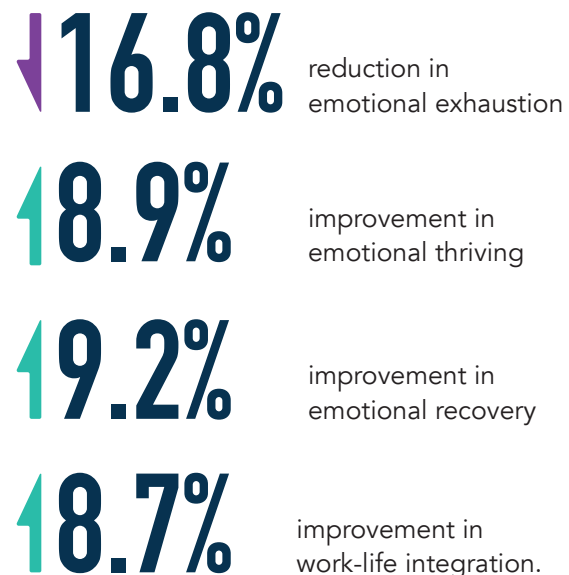 16.8%
reduction in
emotional exhaustion
8.9%
improvement in
emotional thriving
9.2%
improvement in
emotional recovery
8.7%
improvement in
work-life integration.